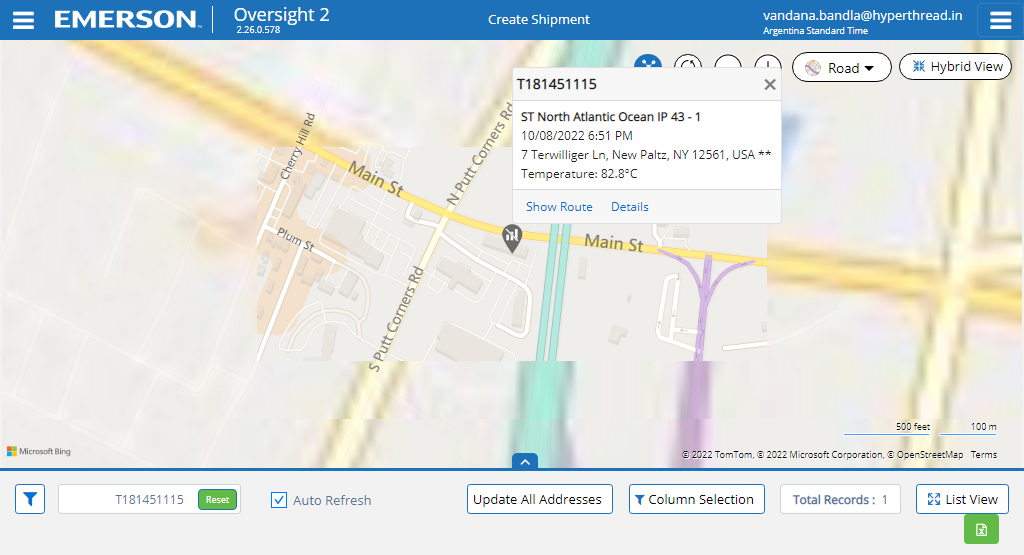 EMERSON
Oversight 2
2.26.0.578
Create Shipment
vandana.bandla@hyperthread.in
Argentina Standard Time
Road
Hybrid View
T181451115
ST North Atlantic Ocean IP 43 - 1
10/08/2022 6:51 PM
7 Terwilliger Ln, New Paltz, NY 12561, USA **
Temperature: 82.8°C
Show Route
Details
Cherry Hill Rd
Main St
N Putt Corners Rd
Plum St
Main St
S Putt Corners Rd
500 feet
100 m
Microsoft Bing
© 2022 TomTom, © 2022 Microsoft Corporation, © OpenStreetMap Terms
T181451115
Reset
Auto Refresh
Update All Addresses
Column Selection
Total Records : 1
List View